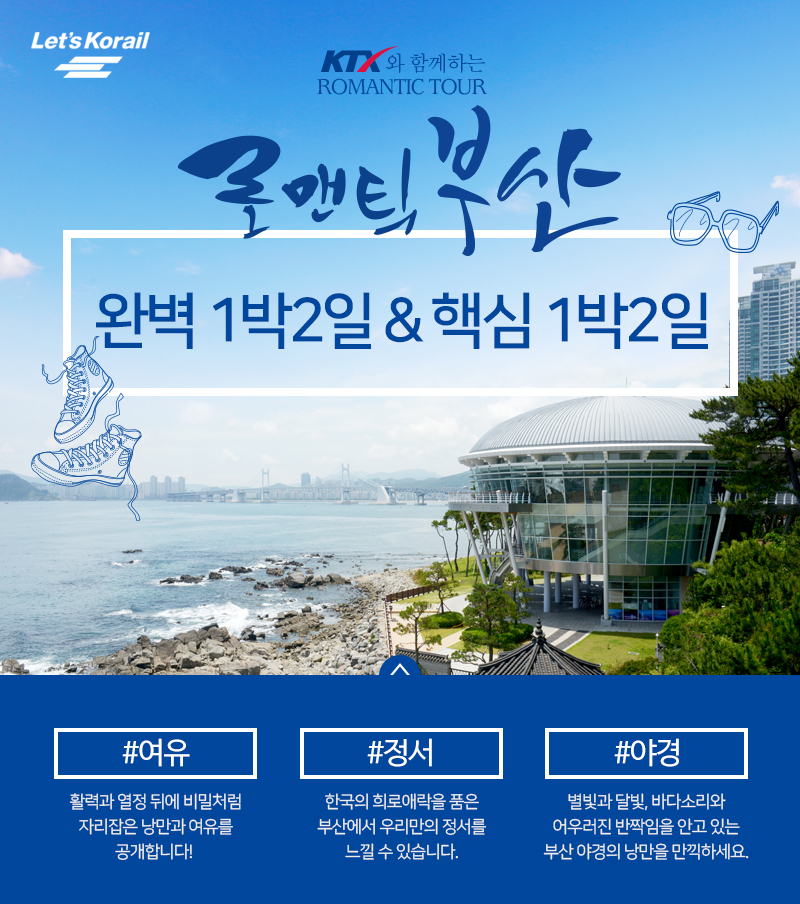 Let's Korail
KTX와 함께하는
ROMANTIC TOUR
로맨틱 부산
완벽 1박2일 & 핵심 1박2일
#여유
활력과 열정 뒤에 비밀처럼
자리잡은 낭만과 여유를
공개합니다!
#정서
한국의 희로애락을 품은
부산에서 우리만의 정서를
느낄 수 있습니다.
#야경
별빛과 달빛, 바다소리와
어우러진 반짝임을 안고 있는
부산 야경의 낭만을 만끽하세요.